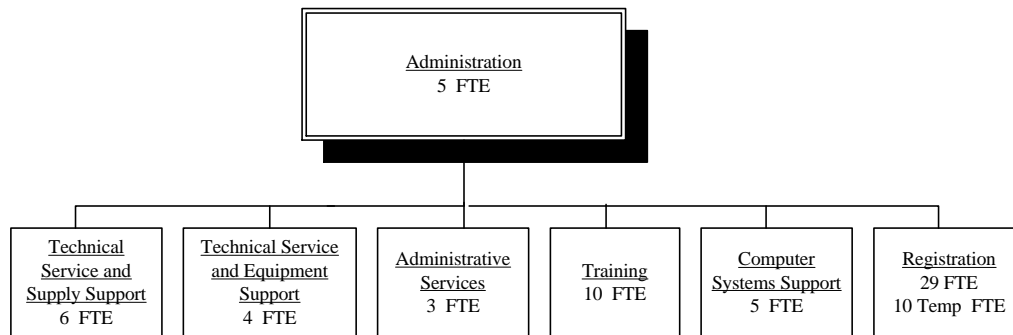 Administration
5 FTE
Technical
Service and
Supply Support
6 FTE
Technical Service
and Equipment
Support
4 FTE
Administrative
Services
3 FTE
Training
10 FTE
Computer
Systems Support
5 FTE
Registration
29 FTE
10 Temp FTE